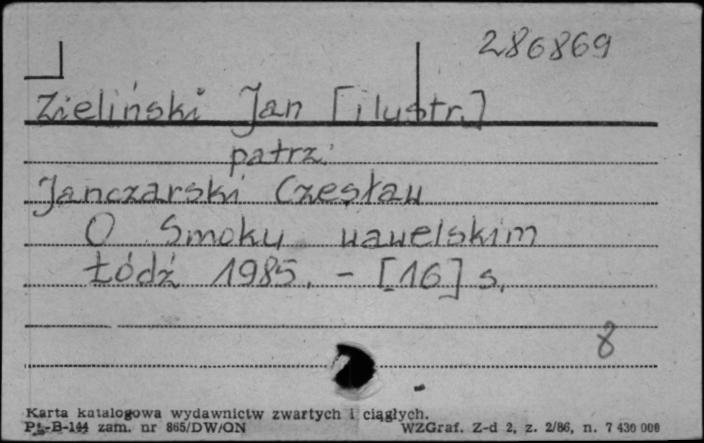 286869
Zieliński Jan [ilustr.]
patrz:
Janczarski Czesław
O Smoku wawelskim
Łódź 1985. - [16] s.
8
Karta katalogowa wydawnictw zwartych i ciągłych.
Pu-B-144 zam. nr 865/DW/ON WZGraf. Z-d 2, z. 2/86, n. 7 430 000